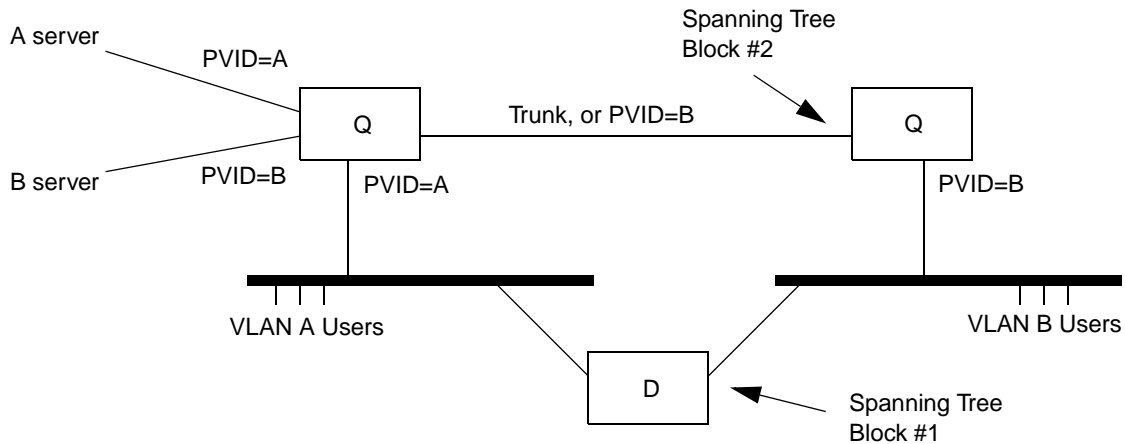 A server
PVID=A
Spanning Tree
Block #2
Q
Trunk, or PVID=B
Q
B server
PVID=B
PVID=A
PVID=B
VLAN A Users
VLAN B Users
D
Spanning Tree
Block #1